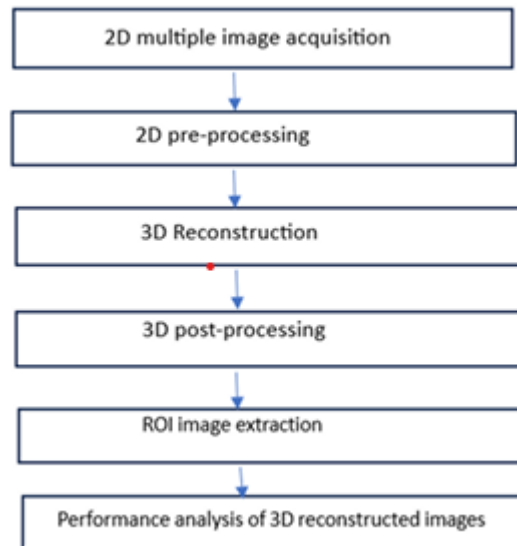 2D multiple image acquisition
2D pre-processing
3D Reconstruction
3D post-processing
ROI image extraction
Performance analysis of 3D reconstructed images